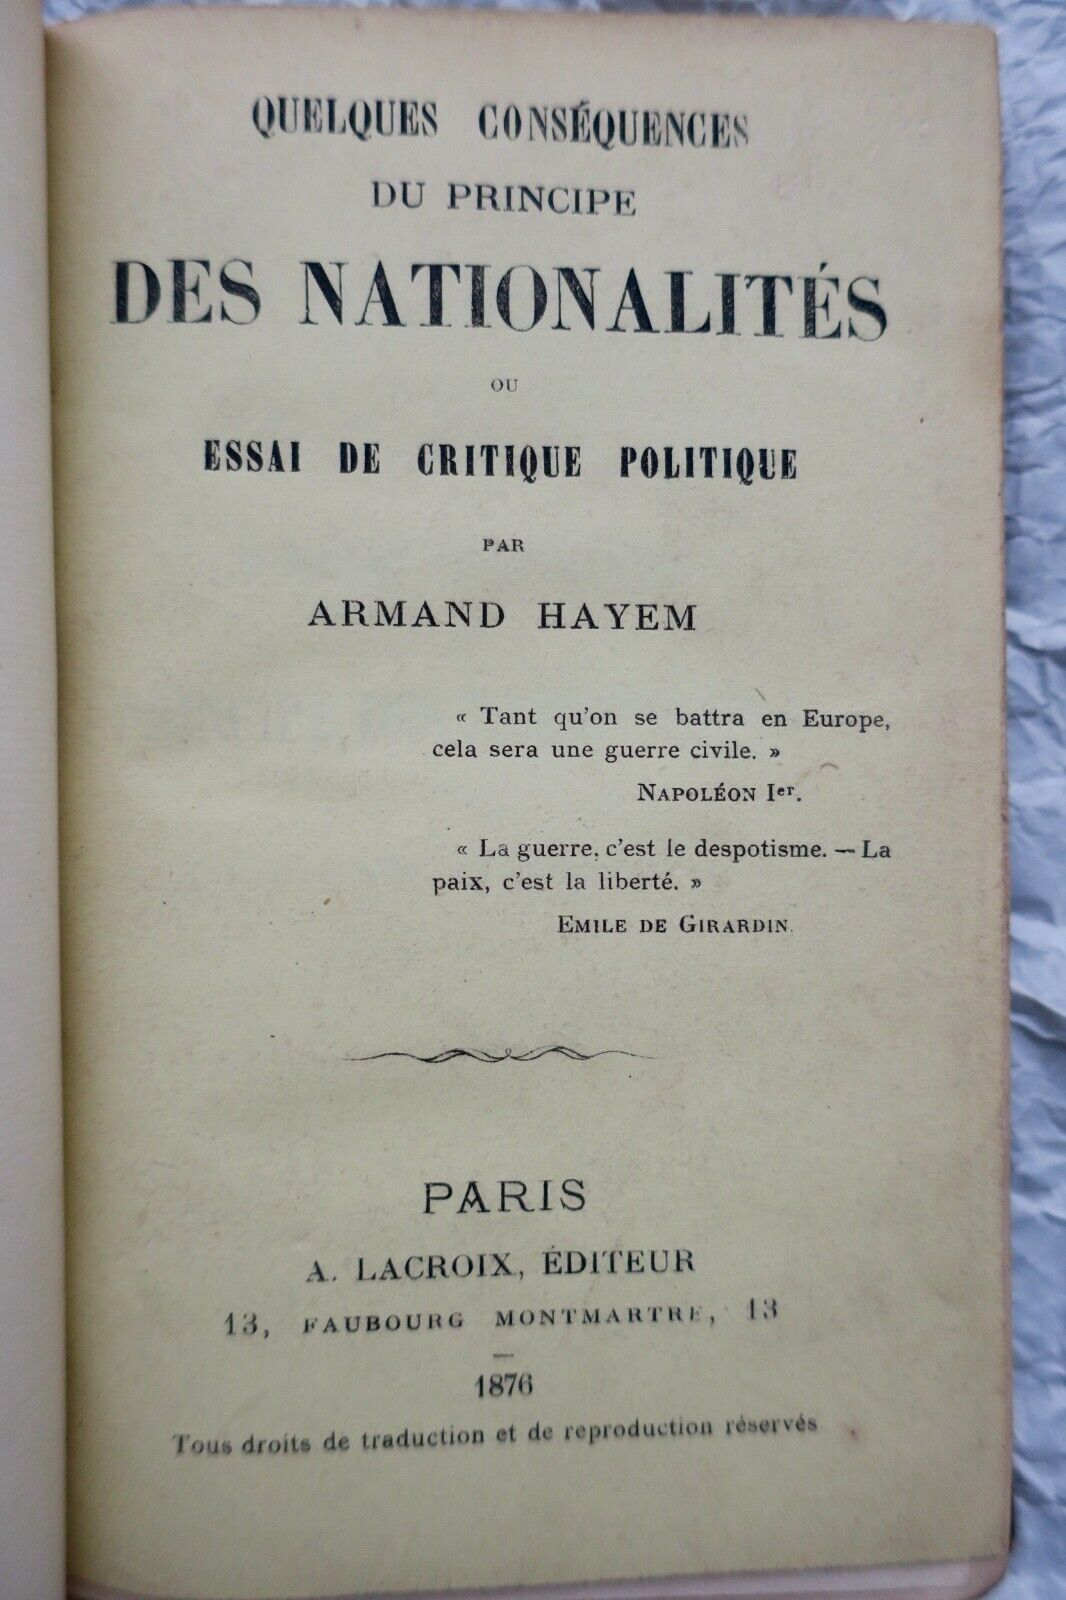 QUELQUES CONSÉQUENCES
DU PRINCIPE
DES NATIONALITÉS
OU
ESSAI DE CRITIQUE POLITIQUE
PAR
ARMAND HAYEM
« Tant qu'on se battra en Europe,
cela sera une guerre civile. »
NAPOLÉON Ier.
« La guerre, c'est le despotisme. — La
paix, c'est la liberté. »
EMILE DE GIRARDIN.
PARIS
A. LACROIX, ÉDITEUR
13, FAUBOURG MONTMARTRE, 13
1876
Tous droits de traduction et de reproduction réservés